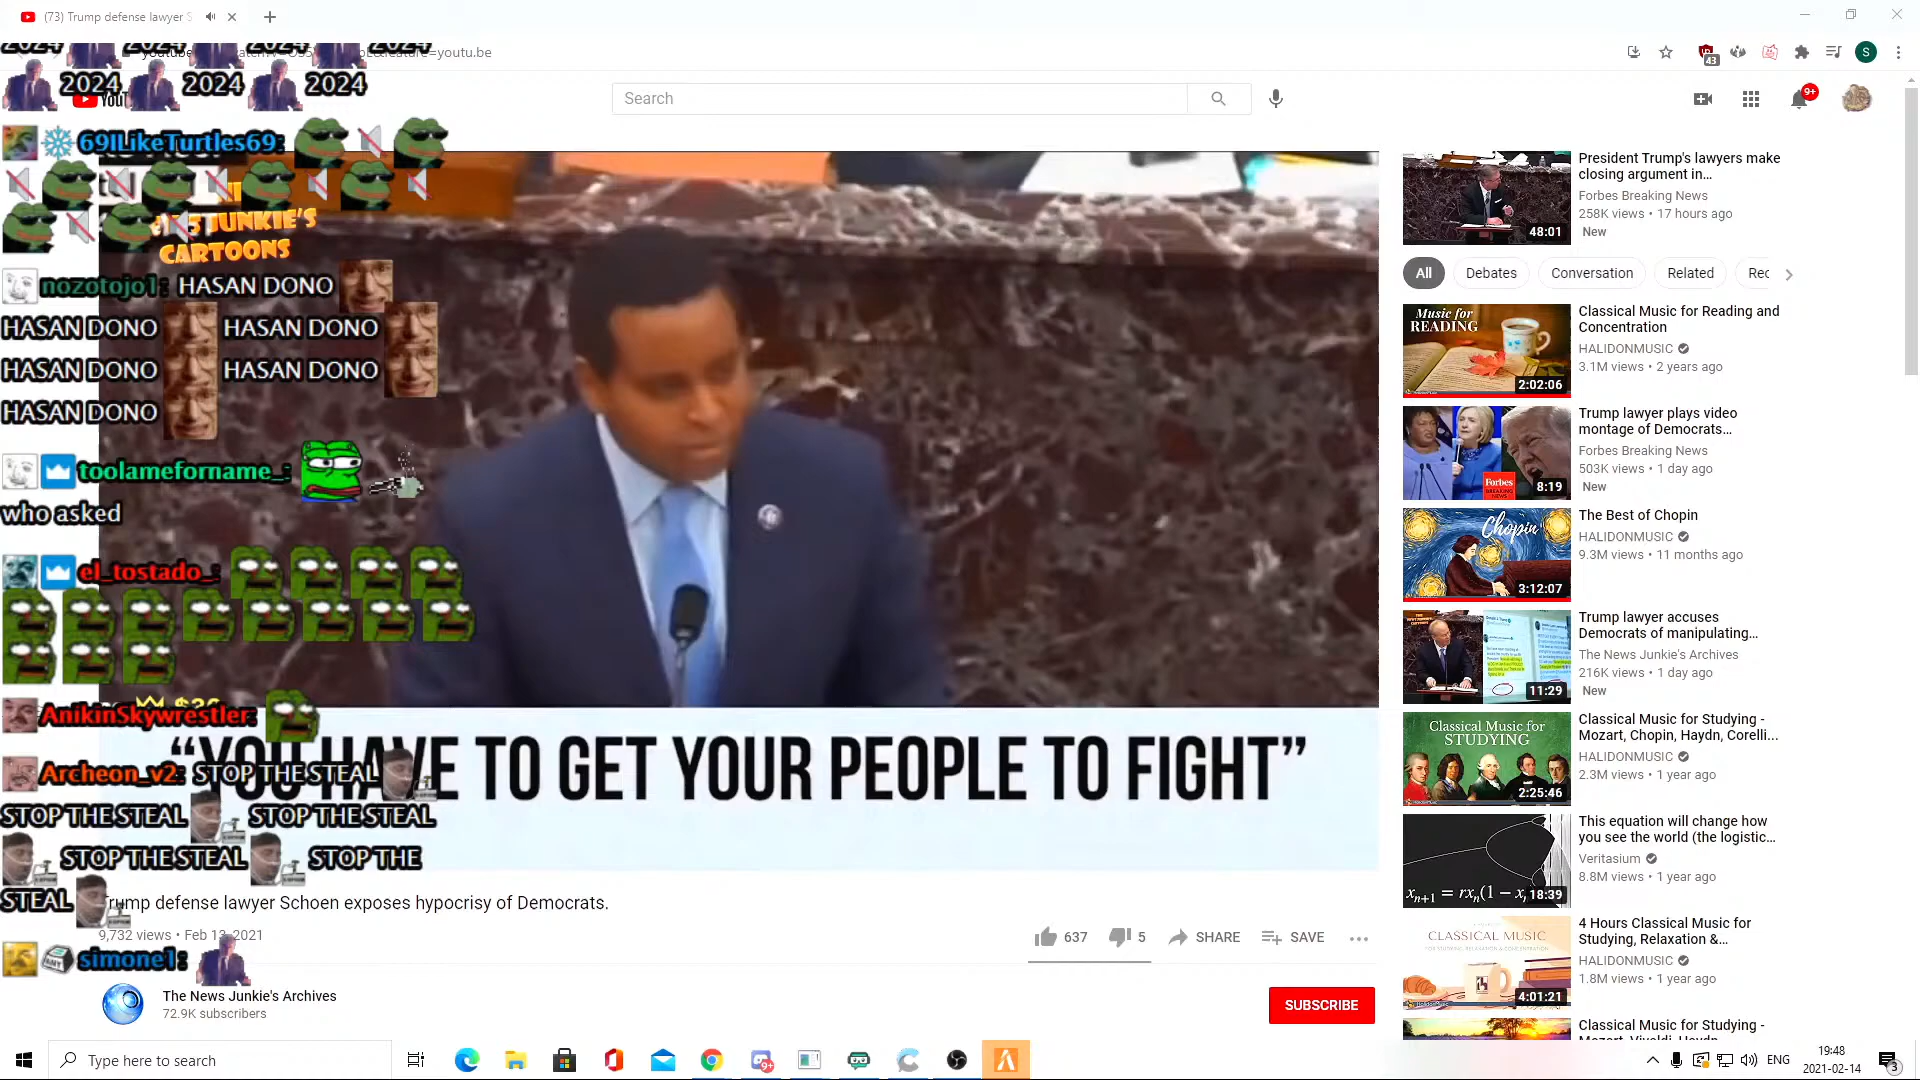 (73) Trump defense lawyer S
2024 2024 2024 2024
youtube
feature=youtu.be
2024 2024 2024
43
S
Search
9+
69ILikeTurtles69:
JUNKIE'S
CARTOONS
nozotojo1: HASAN DONO
HASAN DONO HASAN DONO
HASAN DONO HASAN DONO
HASAN DONO
toolameforname_:
who asked
el_tostado_:
AnikinSkywrestler:
"YOU HAVE TO GET YOUR PEOPLE TO FIGHT"
Archeon_v2: STOP THE STEAL
STOP THE STEAL STOP THE STEAL
STOP THE STEAL STOP THE
STEAL
Trump defense lawyer Schoen exposes hypocrisy of Democrats.
9,732 views • Feb 13, 2021
637 5 SHARE SAVE
simone1:
The News Junkie's Archives
72.9K subscribers
SUBSCRIBE
President Trump's lawyers make
closing argument in...
Forbes Breaking News
258K views • 17 hours ago
New
48:01
All Debates Conversation Related Rec
Music for
READING
2:02:06
Classical Music for Reading and
Concentration
HALIDONMUSIC
3.1M views • 2 years ago
Trump lawyer plays video
montage of Democrats...
Forbes Breaking News
503K views • 1 day ago
New
Forbes
8:19
The Best of Chopin
HALIDONMUSIC
9.3M views • 11 months ago
Chopin
3:12:07
Trump lawyer accuses
Democrats of manipulating...
The News Junkie's Archives
216K views • 1 day ago
New
11:29
Classical Music for
STUDYING
2:25:46
Classical Music for Studying -
Mozart, Chopin, Haydn, Corelli...
HALIDONMUSIC
2.3M views • 1 year ago
This equation will change how
you see the world (the logistic...
Veritasium
8.8M views • 1 year ago
18:39
CLASSICAL MUSIC
4:01:21
4 Hours Classical Music for
Studying, Relaxation &...
HALIDONMUSIC
1.8M views • 1 year ago
Classical Music for Studying -
Type here to search
9+
ENG
19:48
2021-02-14
3